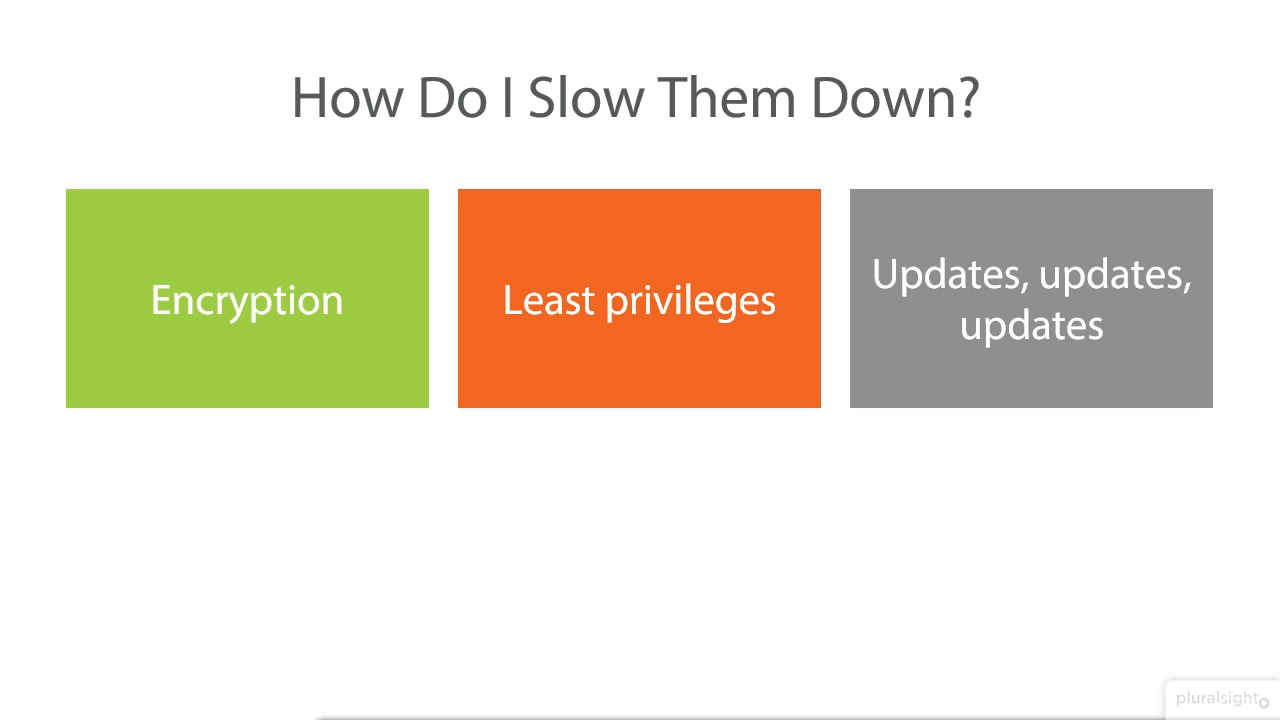 How Do I Slow Them Down?
Encryption
Least privileges
Updates, updates,
updates
pluralsight